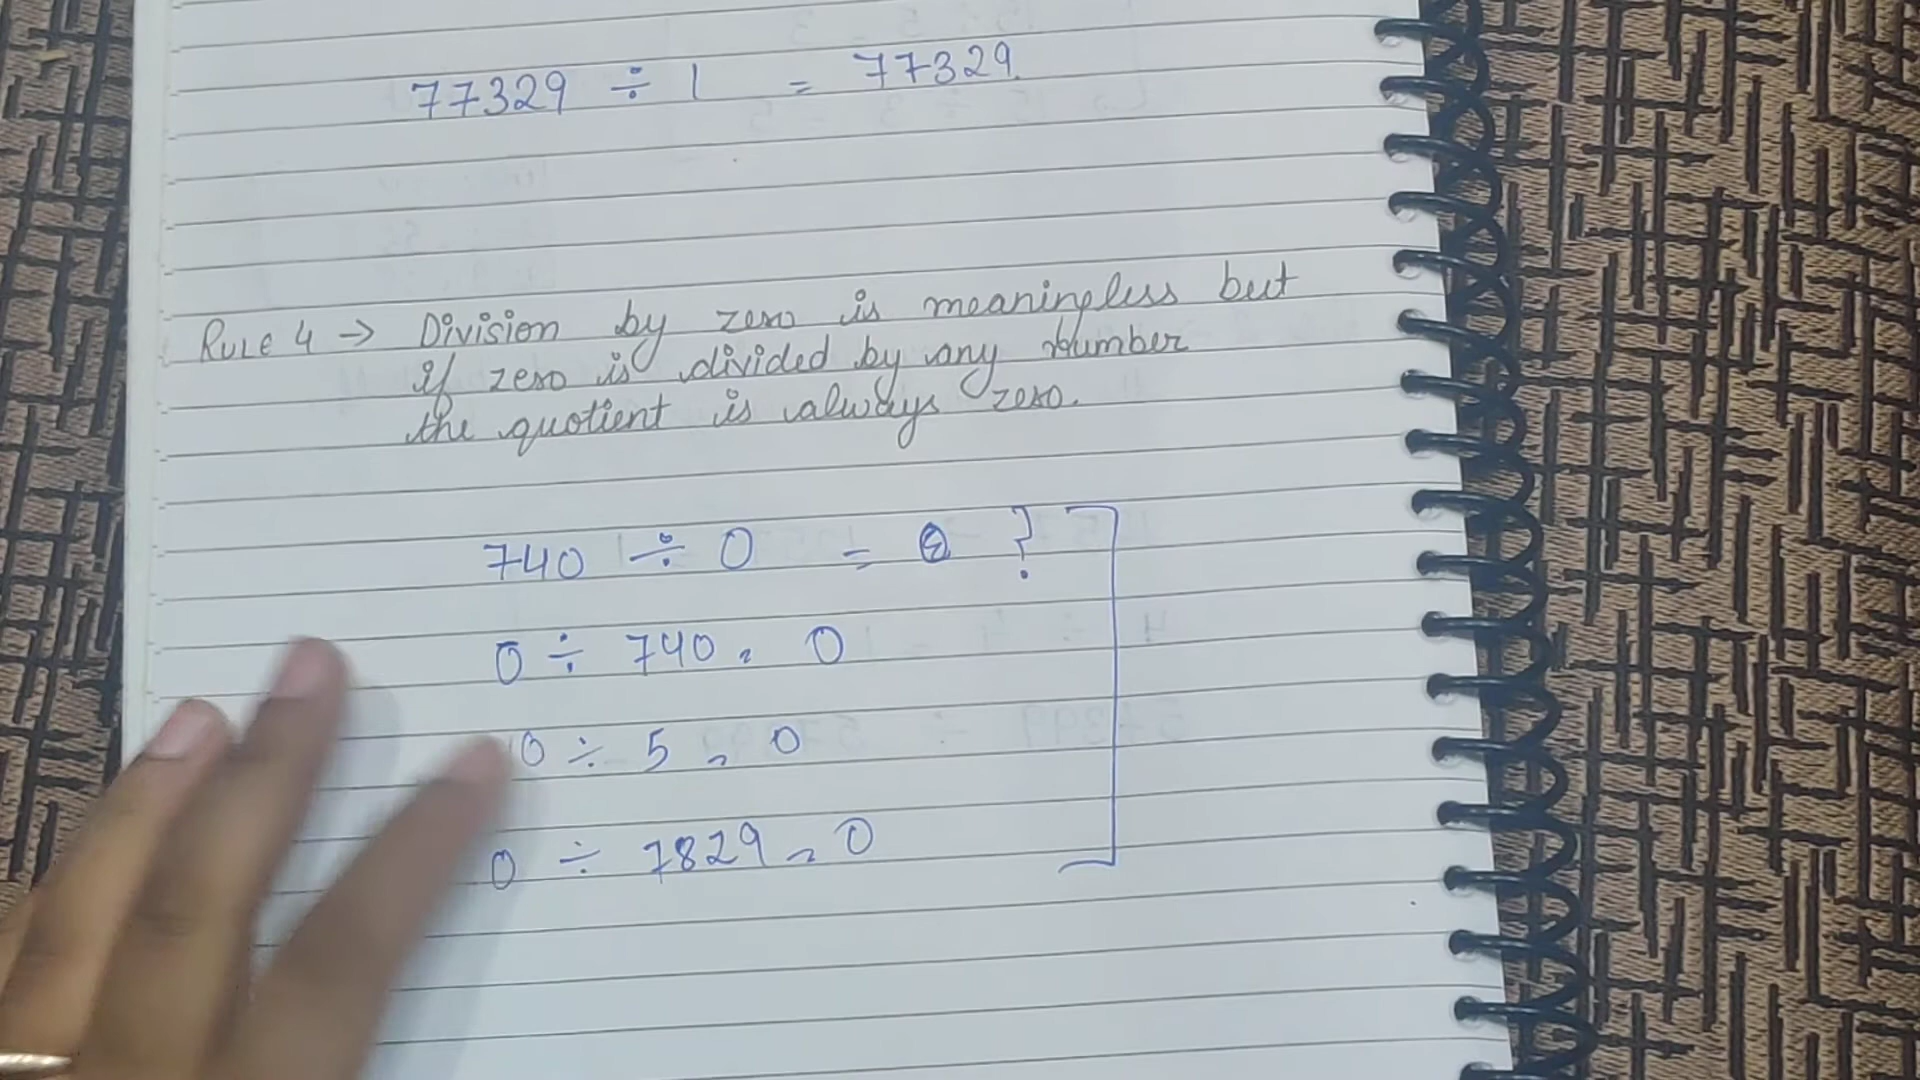 77329 ÷ 1 = 77329
Rule 4 → Division by zero is meaningless but
if zero is divided by any number
the quotient is always zero.
740 ÷ 0 = ?
0 ÷ 740 = 0
0 ÷ 5 = 0
0 ÷ 7829 = 0